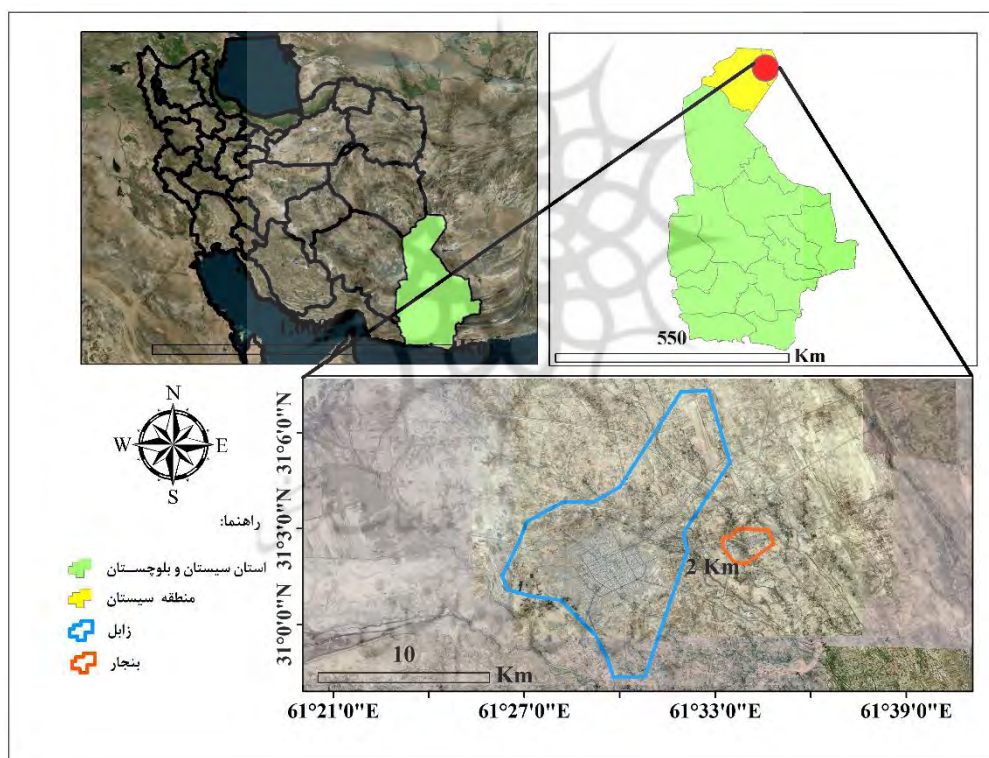 550
Km
N
W E
S
راهنما:
استان سیستان و بلوچستان
منطقه سیستان
زابل
بنجار
31°6'0"N
31°3'0"N
31°0'0"N
2 Km
10
Km
61°21'0"E 61°27'0"E 61°33'0"E 61°39'0"E